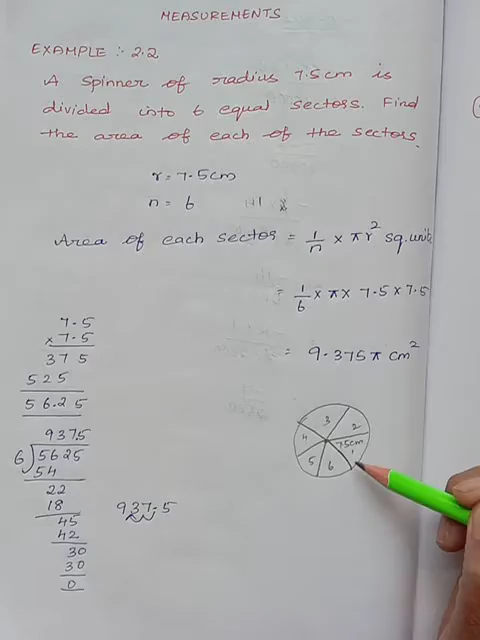 MEASUREMENTS
EXAMPLE :- 2.2
A spinner of radius 7.5cm is
divided into 6 equal sectors. Find
the area of each of the sectors.
r = 7.5cm
n = 6
Area of each sector = 1/n × πr² sq.units
= 1/6 × π × 7.5 × 7.5
= 9.375π cm²
7.5
× 7.5
375
525
56.25
9375
6)5625
54
22
18
45
42
30
30
0
937.5
3
2
4
7.5cm
1
5
6